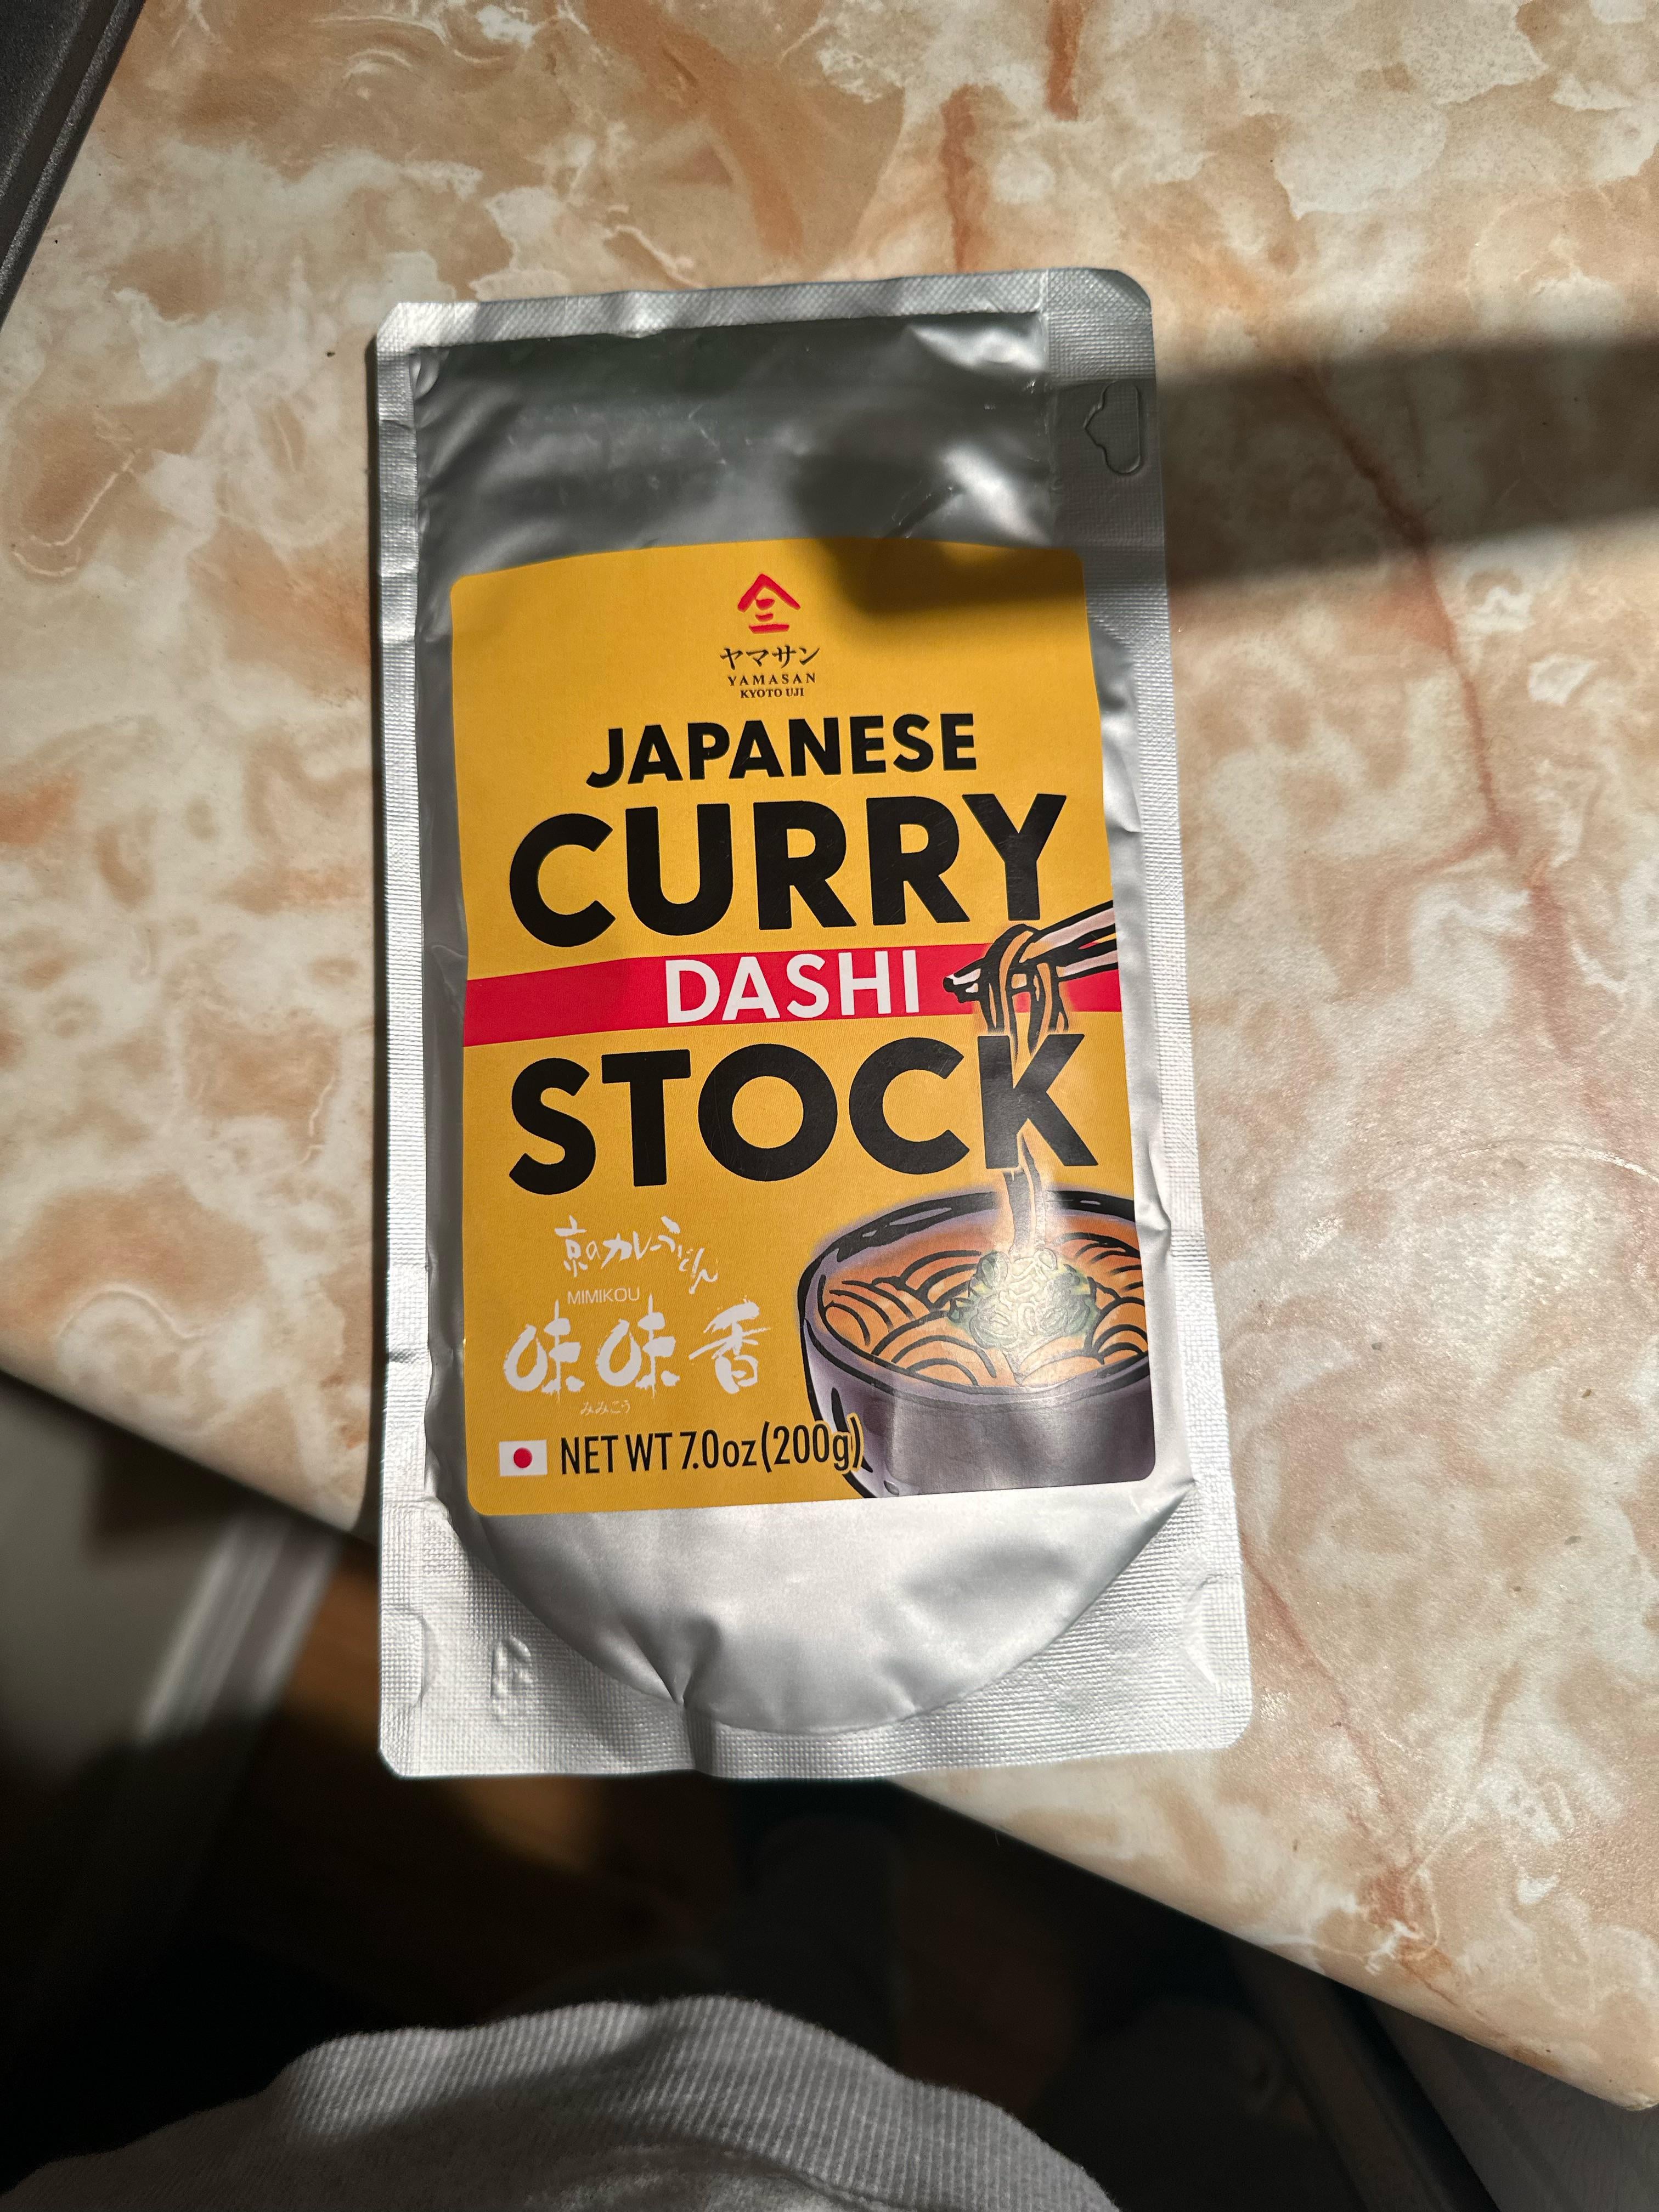 ヤマサン
YAMASAN
KYOTO UJI
JAPANESE
CURRY
DASHI
STOCK
京のカレーうどん
MIMIKOU
味味香
みみこう
NET WT 7.0oz(200g)